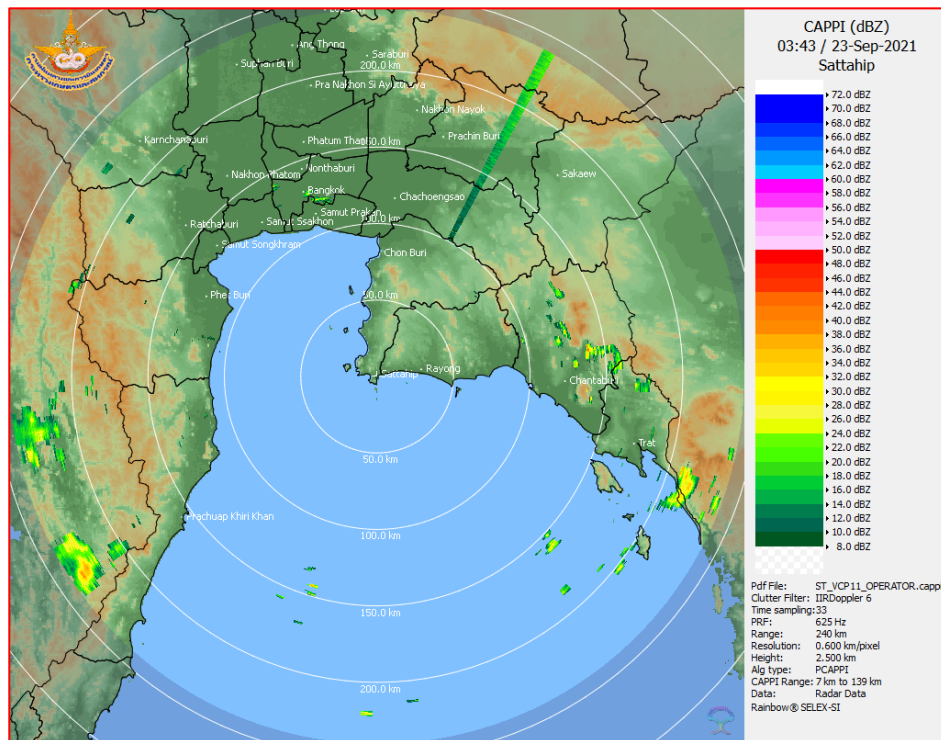 CAPPI (dBZ)
03:43 / 23-Sep-2021
Sattahip
72.0 dBZ
70.0 dBZ
68.0 dBZ
66.0 dBZ
64.0 dBZ
62.0 dBZ
60.0 dBZ
58.0 dBZ
56.0 dBZ
54.0 dBZ
52.0 dBZ
50.0 dBZ
48.0 dBZ
46.0 dBZ
44.0 dBZ
42.0 dBZ
40.0 dBZ
38.0 dBZ
36.0 dBZ
34.0 dBZ
32.0 dBZ
30.0 dBZ
28.0 dBZ
26.0 dBZ
24.0 dBZ
22.0 dBZ
20.0 dBZ
18.0 dBZ
16.0 dBZ
14.0 dBZ
12.0 dBZ
10.0 dBZ
8.0 dBZ
Pdf File: ST_VCP11_OPERATOR.cappi
Clutter Filter: IIRDoppler 6
Time sampling:33
PRF: 625 Hz
Range: 240 km
Resolution: 0.600 km/pixel
Height: 2.500 km
Alg type: PCAPPI
CAPPI Range: 7 km to 139 km
Data: Radar Data
Rainbow® SELEX-SI
Ang Thong
Saraburi
Suphan Buri
200.0 km
Pra Nakhon Si Ayutthaya
Nakhon Nayok
Prachin Buri
Karnchanaburi
Phatum Thani
Nonthaburi
Nakhon Phatom
Sakaew
Bangkok
Chachoengsao
Samut Prakan
Ratchaburi
Samut Ssakhon
Samut Songkhram
Chon Buri
Phet Buri
Rayong
Sattahip
Chantaburi
Trat
50.0 km
Prachuap Khiri Khan
100.0 km
150.0 km
200.0 km